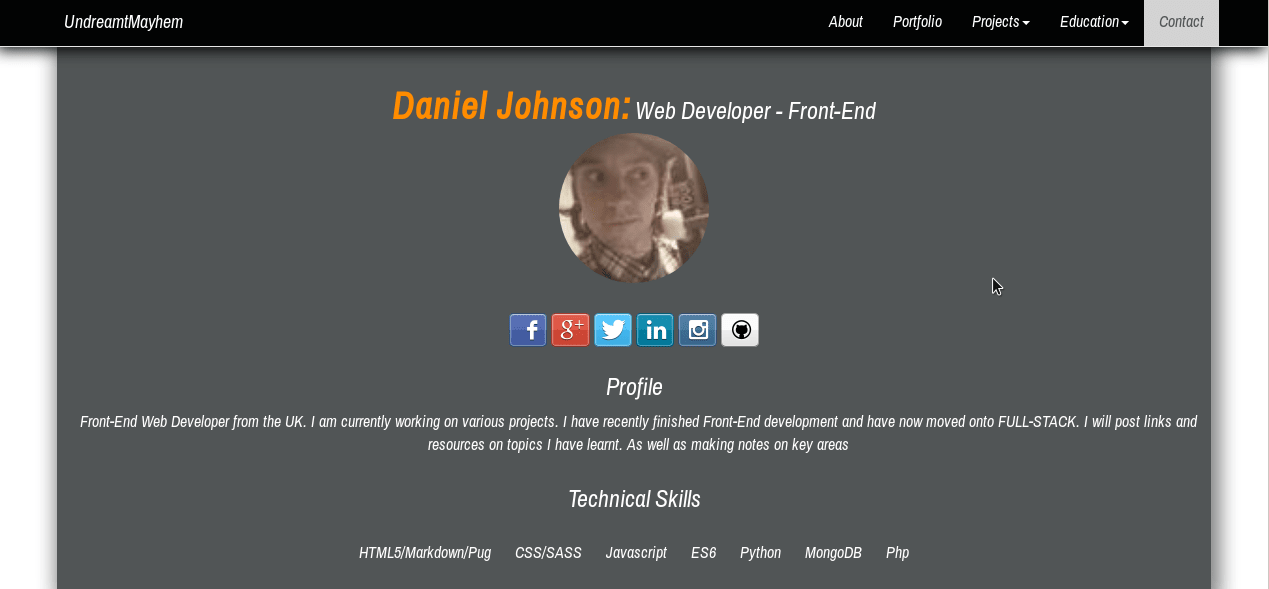 UndreamtMayhem About Portfolio Projects Education Contact
Daniel Johnson: Web Developer - Front-End
f g+ in
Profile
Front-End Web Developer from the UK. I am currently working on various projects. I have recently finished Front-End development and have now moved onto FULL-STACK. I will post links and
resources on topics I have learnt. As well as making notes on key areas
Technical Skills
HTML5/Markdown/Pug CSS/SASS Javascript ES6 Python MongoDB Php